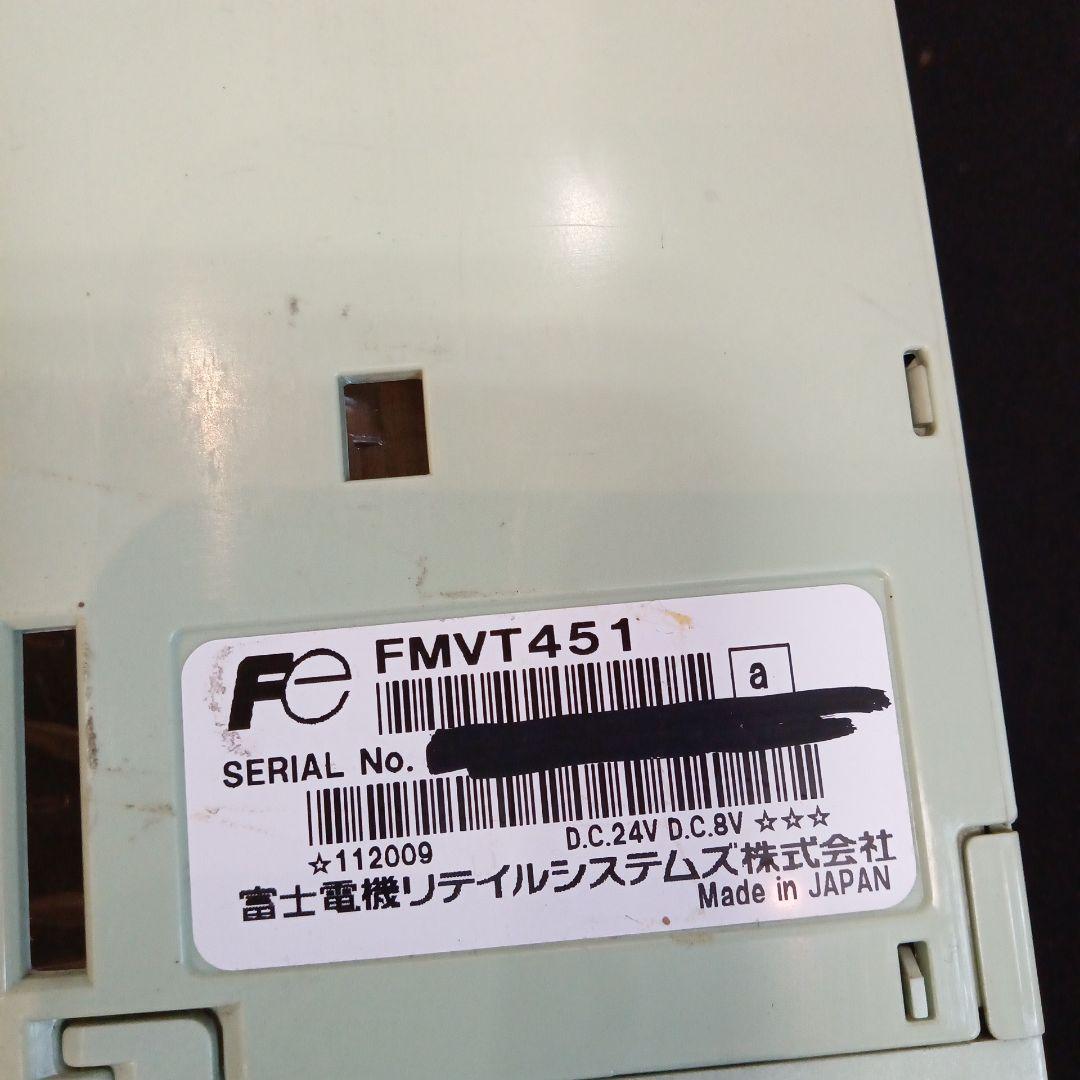 Fe
FMVT451
a
SERIAL No.
D.C.24V D.C.8V ☆☆☆
☆112009
富士電機リテイルシステムズ株式会社
Made in JAPAN